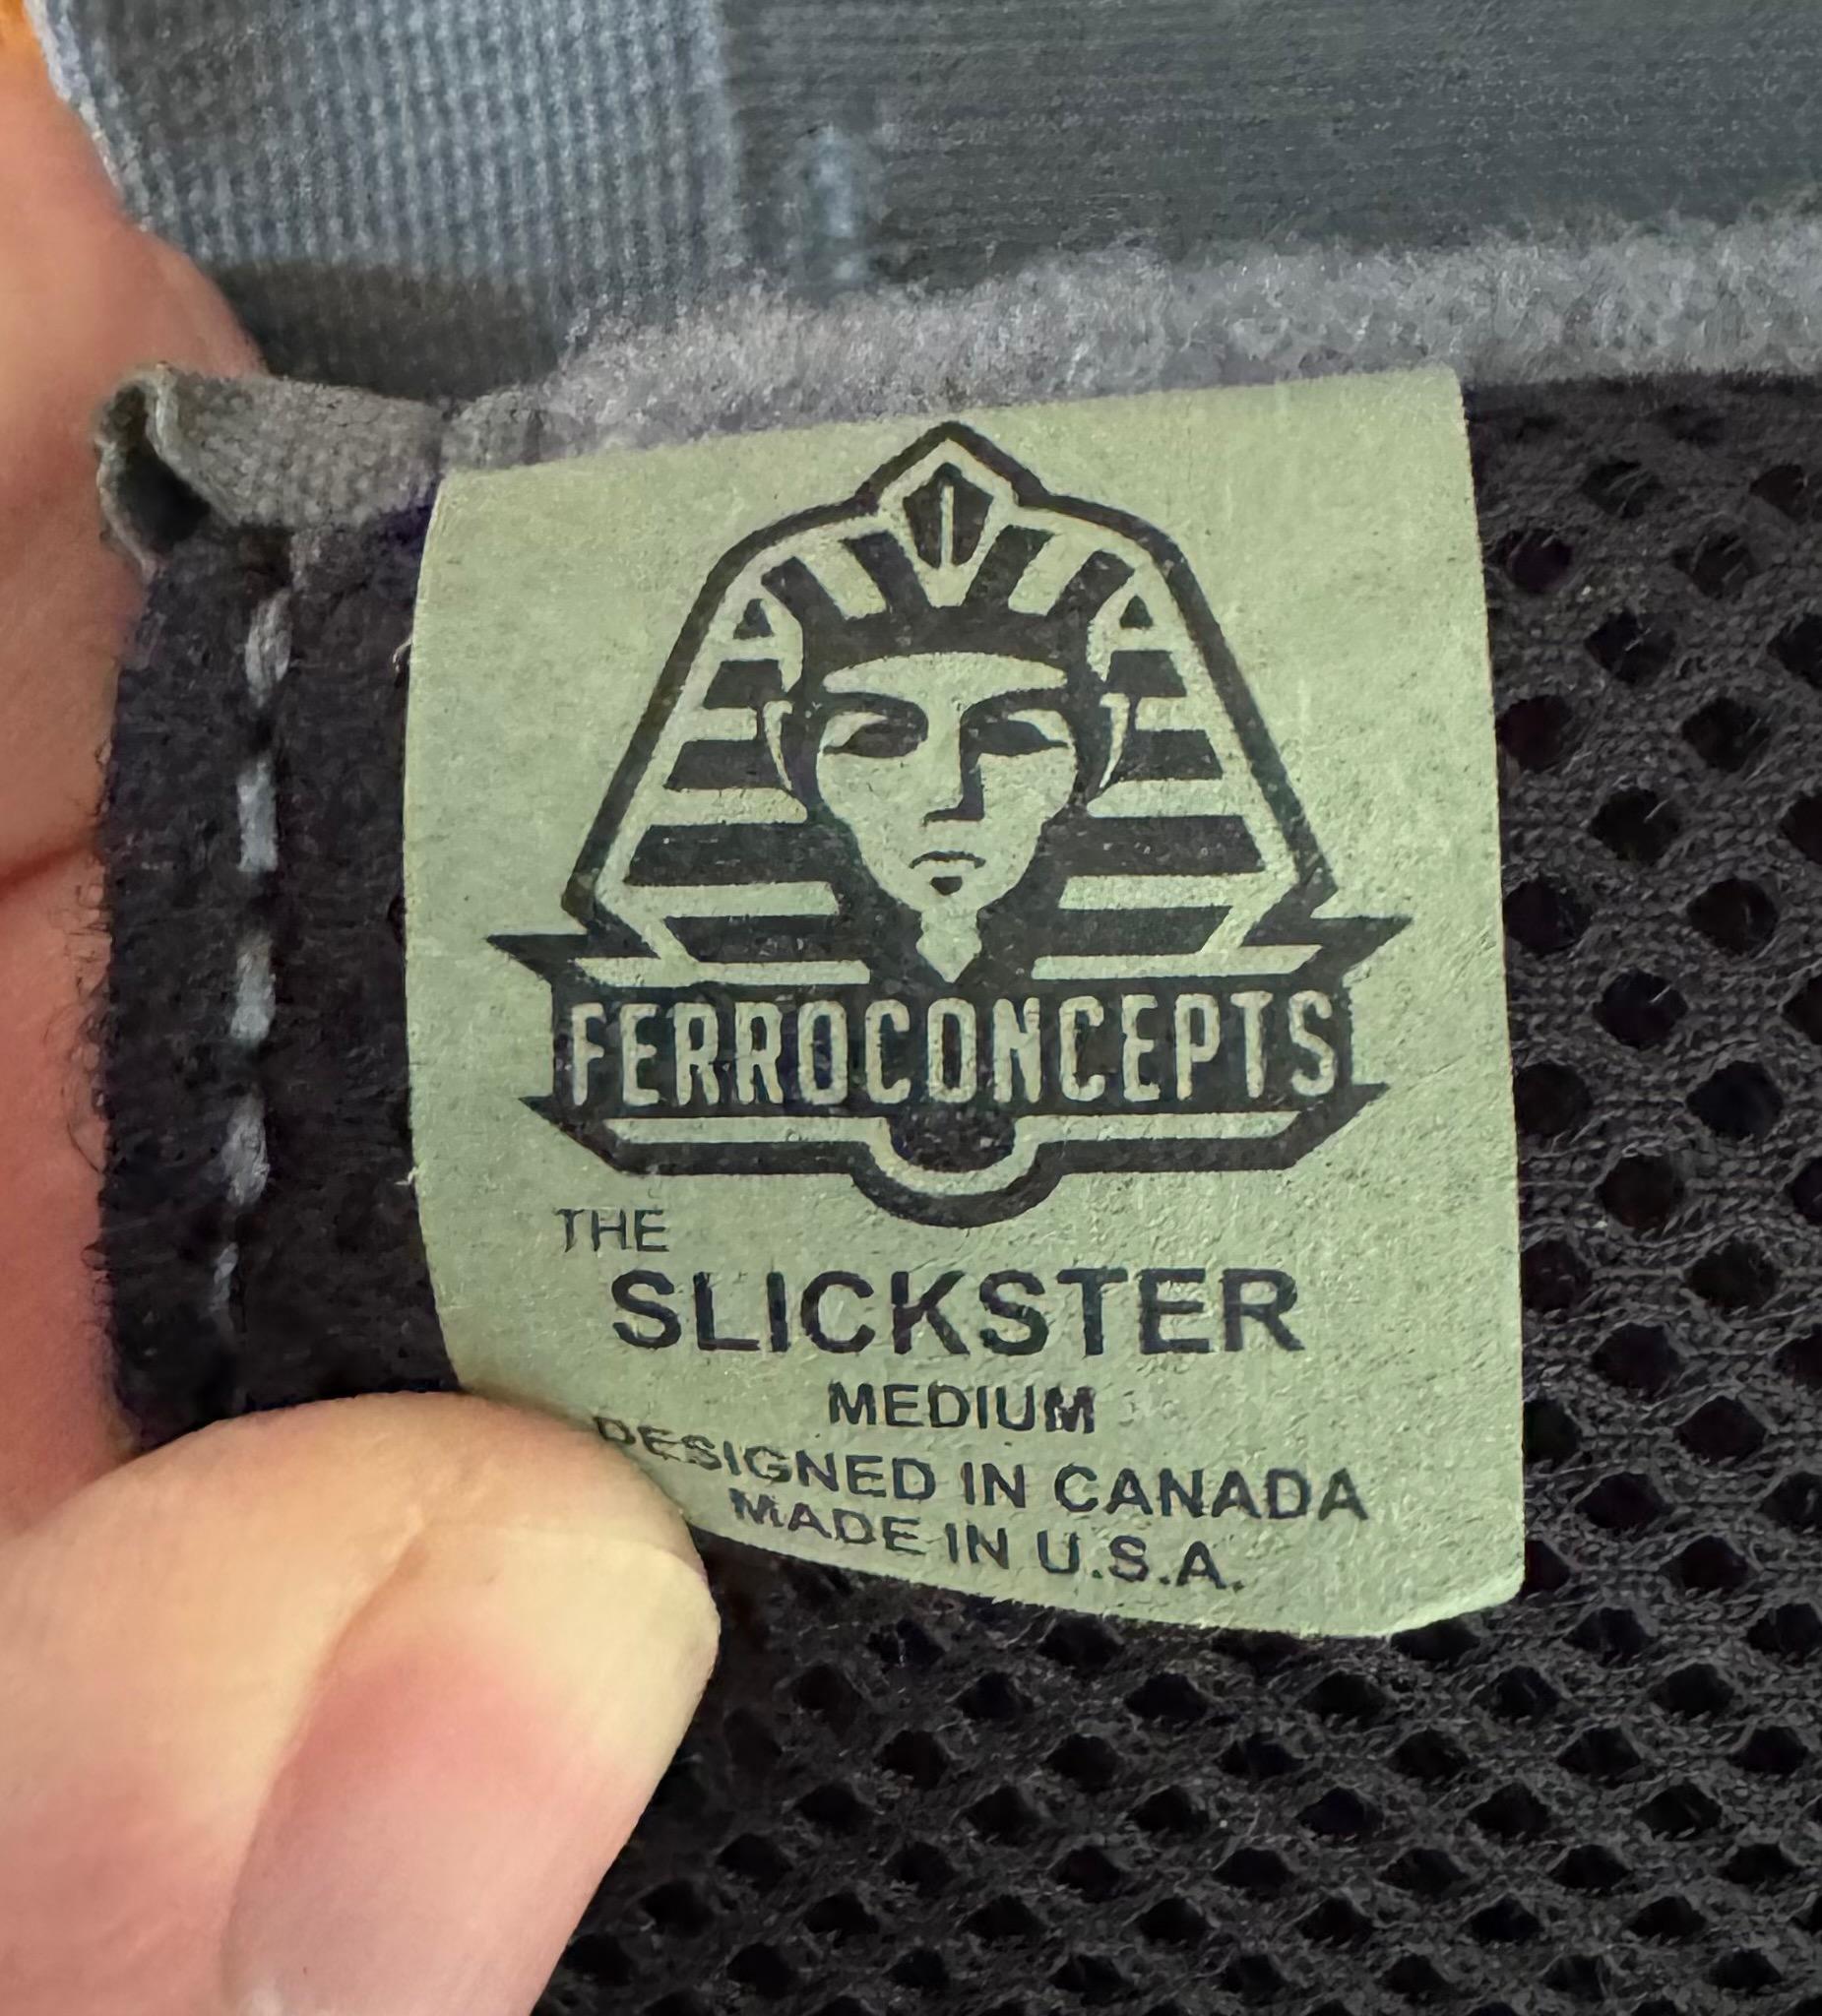 FERROCONCEPTS
THE
SLICKSTER
MEDIUM
DESIGNED IN CANADA
MADE IN U.S.A.